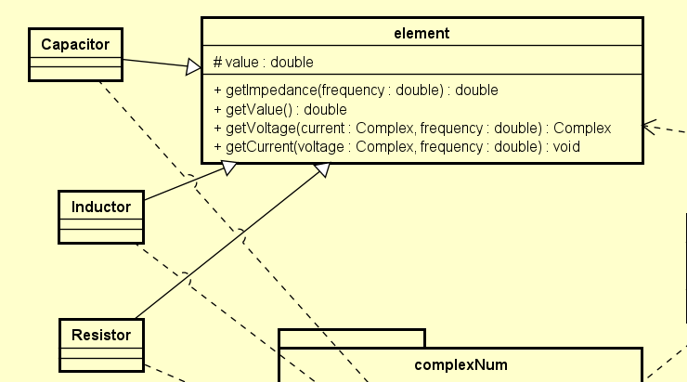 Capacitor
element
# value : double
+ getImpedance(frequency : double) : double
+ getValue() : double
+ getVoltage(current : Complex, frequency : double) : Complex
+ getCurrent(voltage : Complex, frequency : double) : void
Inductor
Resistor
complexNum